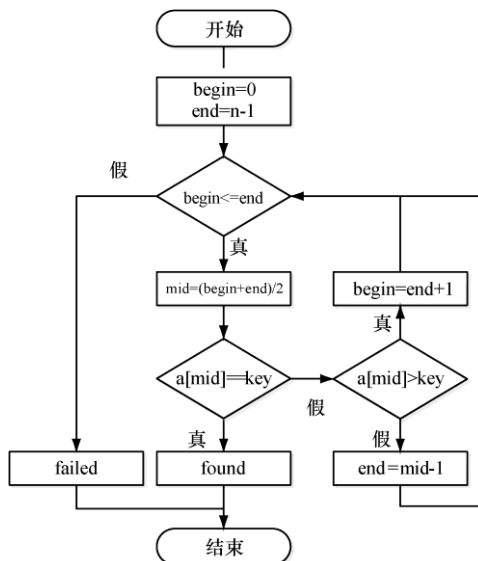 开始
begin=0
end=n-1
假
begin<=end
真
mid=(begin+end)/2
begin=end+1
真
a[mid]==key
假
a[mid]>key
真
假
failed
found
end=mid-1
结束